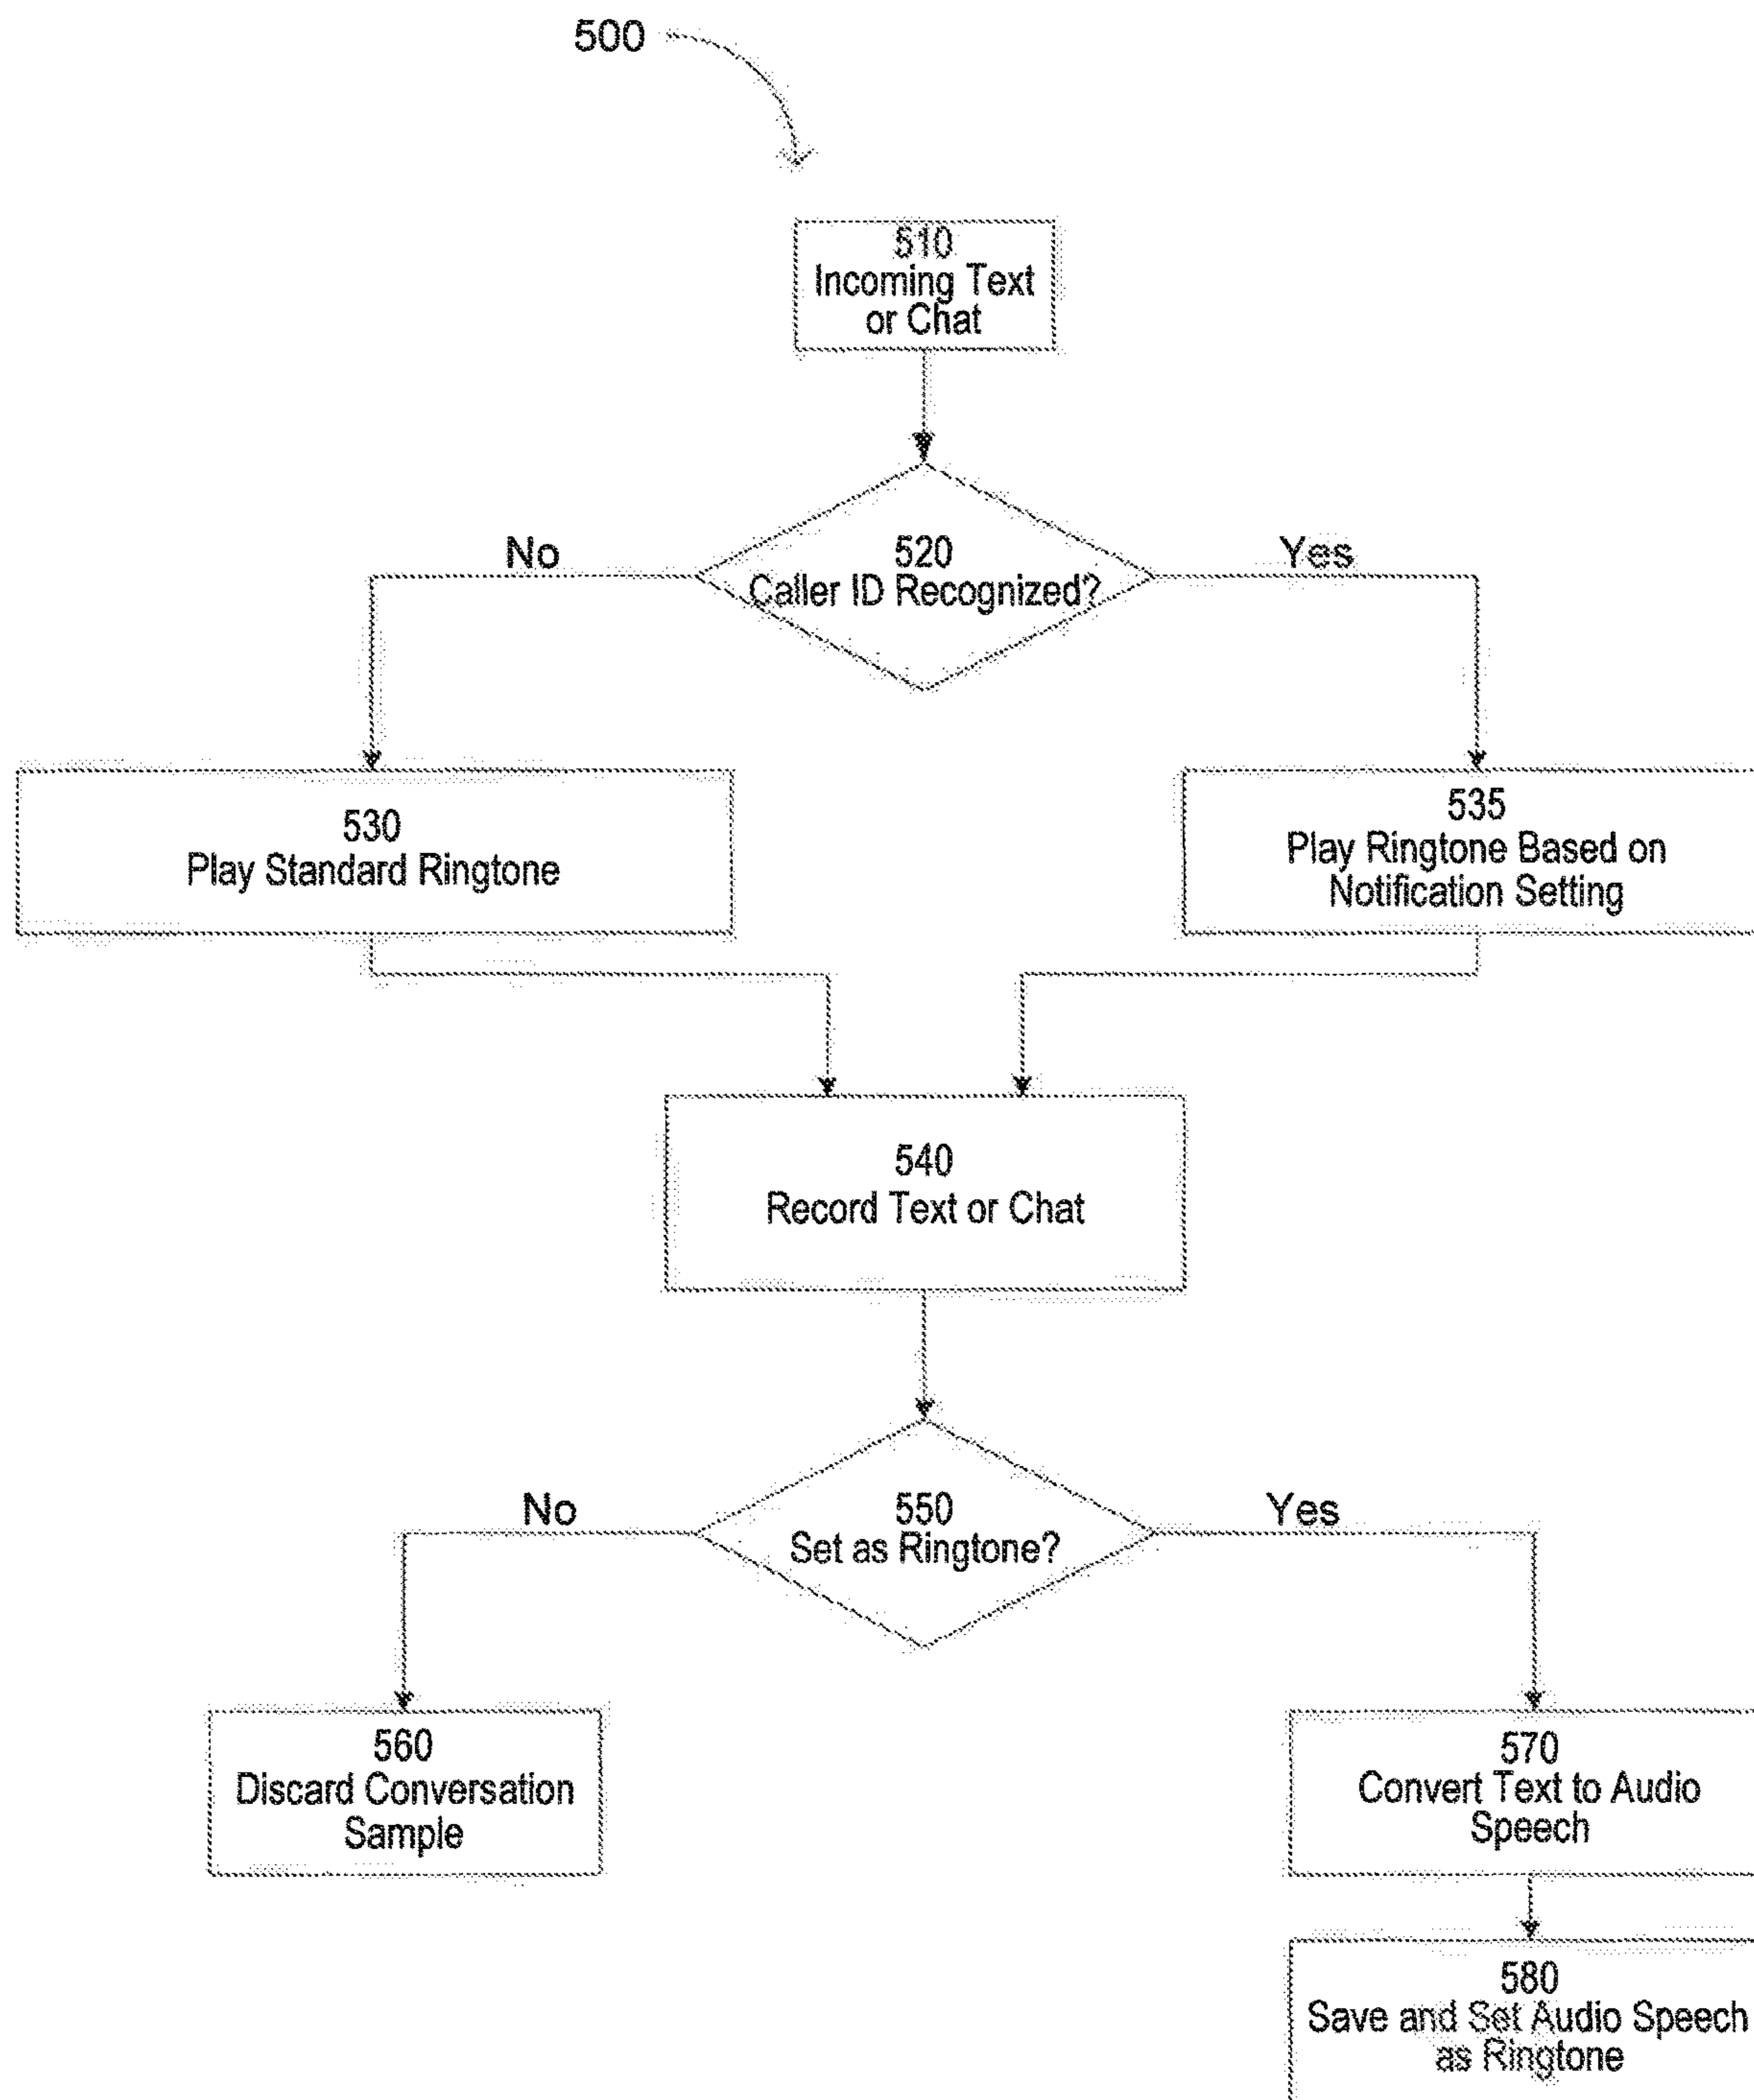 500
510
Incoming Text
or Chat
No
520
Caller ID Recognized?
Yes
530
Play Standard Ringtone
535
Play Ringtone Based on
Notification Setting
540
Record Text or Chat
No
550
Set as Ringtone?
Yes
560
Discard Conversation
Sample
570
Convert Text to Audio
Speech
580
Save and Set Audio Speech
as Ringtone